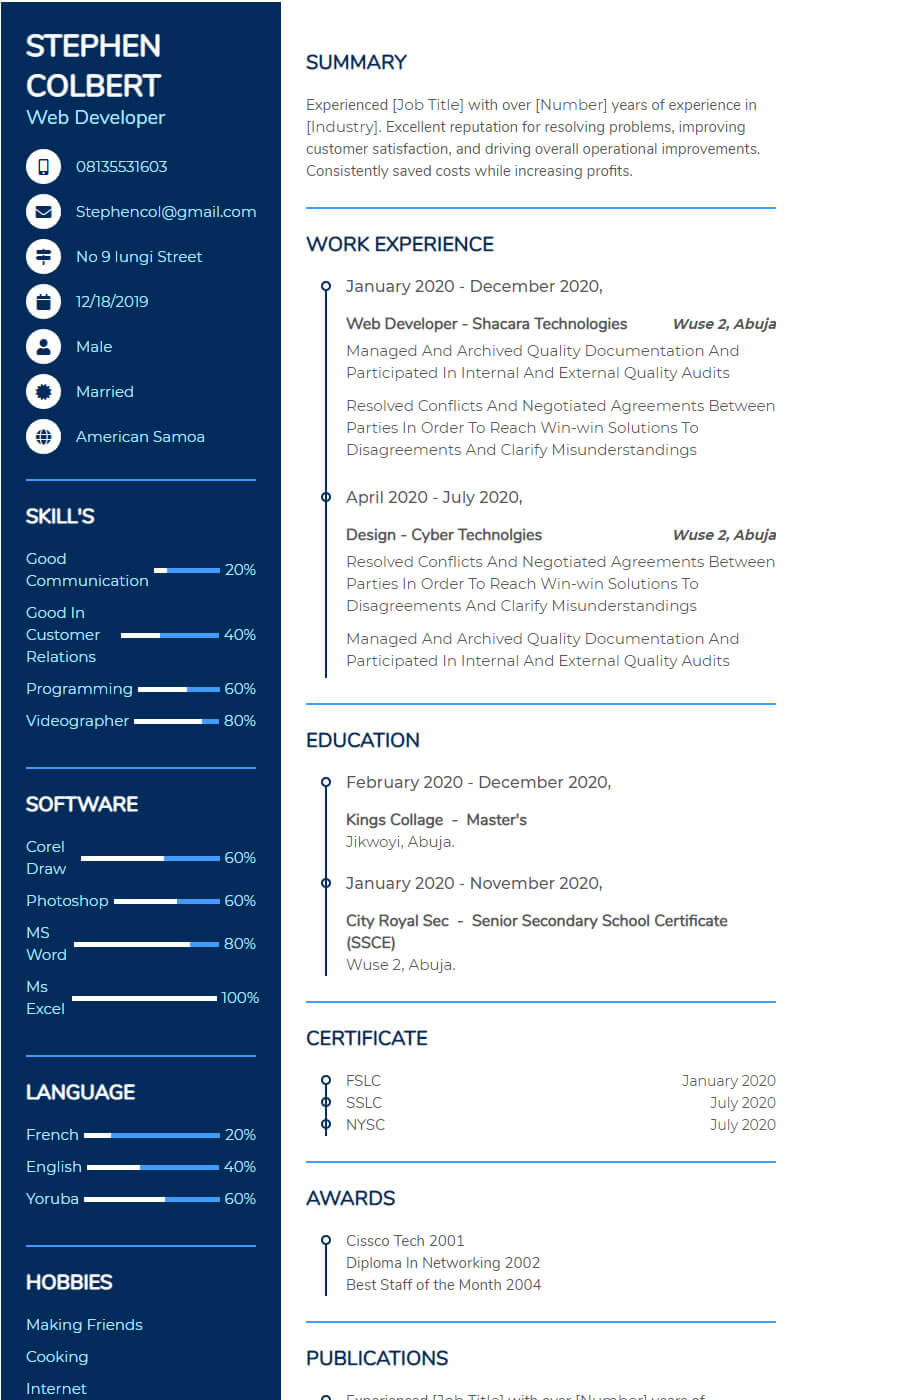 STEPHEN
COLBERT
Web Developer
08135531603
Stephencol@gmail.com
No 9 Iungi Street
12/18/2019
Male
Married
American Samoa
SKILL'S
Good
Communication 20%
Good In
Customer 40%
Relations
Programming 60%
Videographer 80%
SOFTWARE
Corel
Draw 60%
Photoshop 60%
MS
Word 80%
Ms
Excel 100%
LANGUAGE
French 20%
English 40%
Yoruba 60%
HOBBIES
Making Friends
Cooking
Internet
SUMMARY
Experienced [Job Title] with over [Number] years of experience in
[Industry]. Excellent reputation for resolving problems, improving
customer satisfaction, and driving overall operational improvements.
Consistently saved costs while increasing profits.
WORK EXPERIENCE
January 2020 - December 2020,
Web Developer - Shacara Technologies Wuse 2, Abuja
Managed And Archived Quality Documentation And
Participated In Internal And External Quality Audits
Resolved Conflicts And Negotiated Agreements Between
Parties In Order To Reach Win-win Solutions To
Disagreements And Clarify Misunderstandings
April 2020 - July 2020,
Design - Cyber Technolgies Wuse 2, Abuja
Resolved Conflicts And Negotiated Agreements Between
Parties In Order To Reach Win-win Solutions To
Disagreements And Clarify Misunderstandings
Managed And Archived Quality Documentation And
Participated In Internal And External Quality Audits
EDUCATION
February 2020 - December 2020,
Kings Collage - Master's
Jikwoyi, Abuja.
January 2020 - November 2020,
City Royal Sec - Senior Secondary School Certificate
(SSCE)
Wuse 2, Abuja.
CERTIFICATE
FSLC January 2020
SSLC July 2020
NYSC July 2020
AWARDS
Cissco Tech 2001
Diploma In Networking 2002
Best Staff of the Month 2004
PUBLICATIONS
Experienced [Job Title] with over [Number] years of